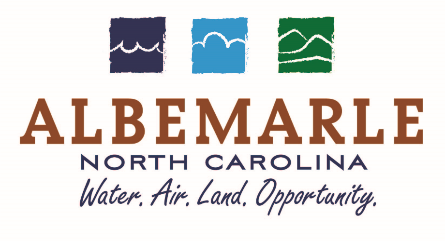 ALBEMARLE
NORTH CAROLINA
Water. Air. Land. Opportunity.